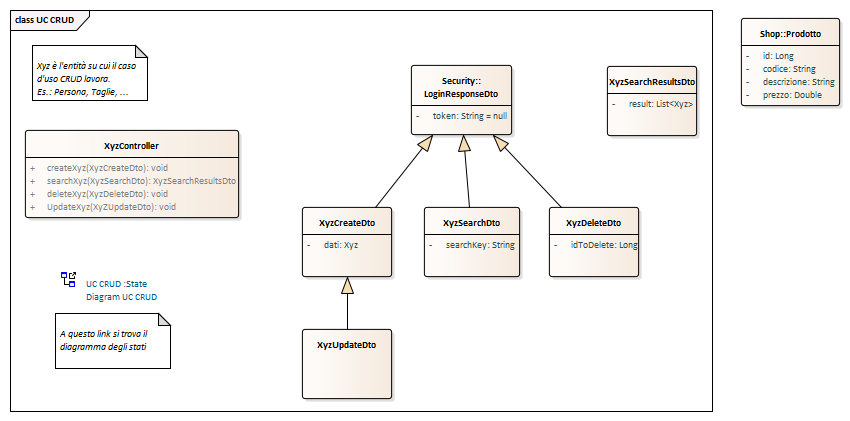 class UC CRUD
Xyz è l'entità su cui il caso
d'uso CRUD lavora.
Es.: Persona, Taglie, ...
XyzController
+ createXyz(XyzCreateDto): void
+ searchXyz(XyzSearchDto): XyzSearchResultsDto
+ deleteXyz(XyzDeleteDto): void
+ UpdateXyz(XyZUpdateDto): void
UC CRUD :State
Diagram UC CRUD
A questo link si trova il
diagramma degli stati
Security::
LoginResponseDto
- token: String = null
XyzSearchResultsDto
- result: List<Xyz>
XyzCreateDto
- dati: Xyz
XyzSearchDto
- searchKey: String
XyzDeleteDto
- idToDelete: Long
XyzUpdateDto
Shop::Prodotto
- id: Long
- codice: String
- descrizione: String
- prezzo: Double